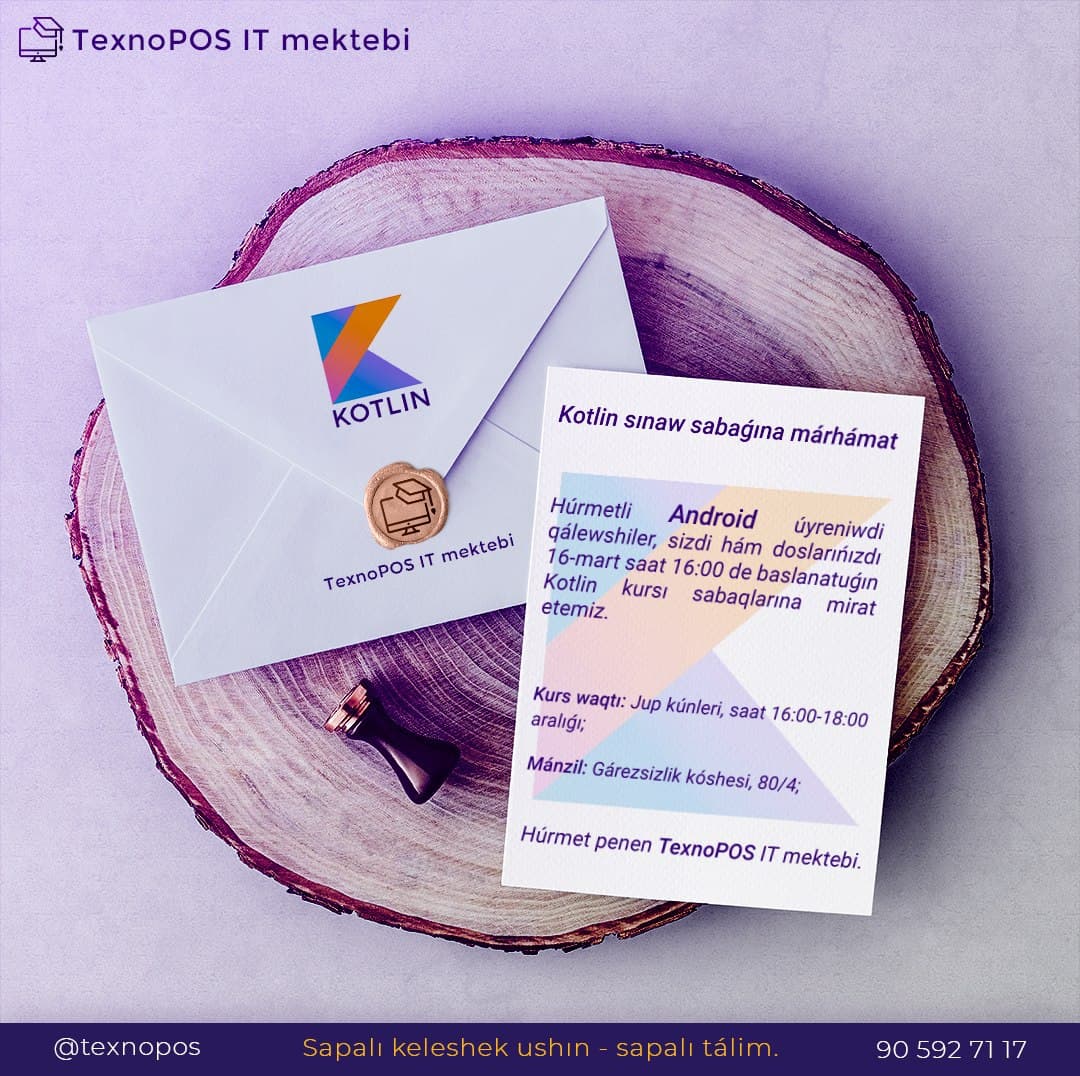 TexnoPOS IT mektebi
KOTLIN
TexnoPOS IT mektebi
Kotlin sınaw sabaǵına márhámat
Húrmetli Android úyreniwdi
qálewshiler, sizdi hám doslarıńızdı
16-mart saat 16:00 de baslanatuǵın
Kotlin kursı sabaqlarına mirat
etemiz.
Kurs waqtı: Jup kúnleri, saat 16:00-18:00
aralıǵı;
Mánzil: Gárezsizlik kóshesi, 80/4;
Húrmet penen TexnoPOS IT mektebi.
@texnopos
Sapalı keleshek ushın - sapalı tálim.
90 592 71 17